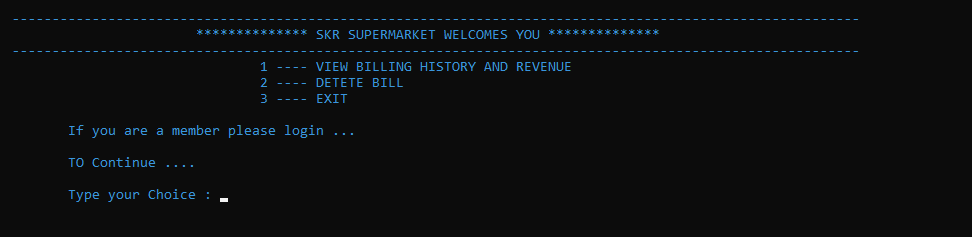 ----------------------------------------------------------------------------------------------------------
************** SKR SUPERMARKET WELCOMES YOU **************
----------------------------------------------------------------------------------------------------------
1 ---- VIEW BILLING HISTORY AND REVENUE
2 ---- DETETE BILL
3 ---- EXIT
If you are a member please login ...
TO Continue ....
Type your Choice :